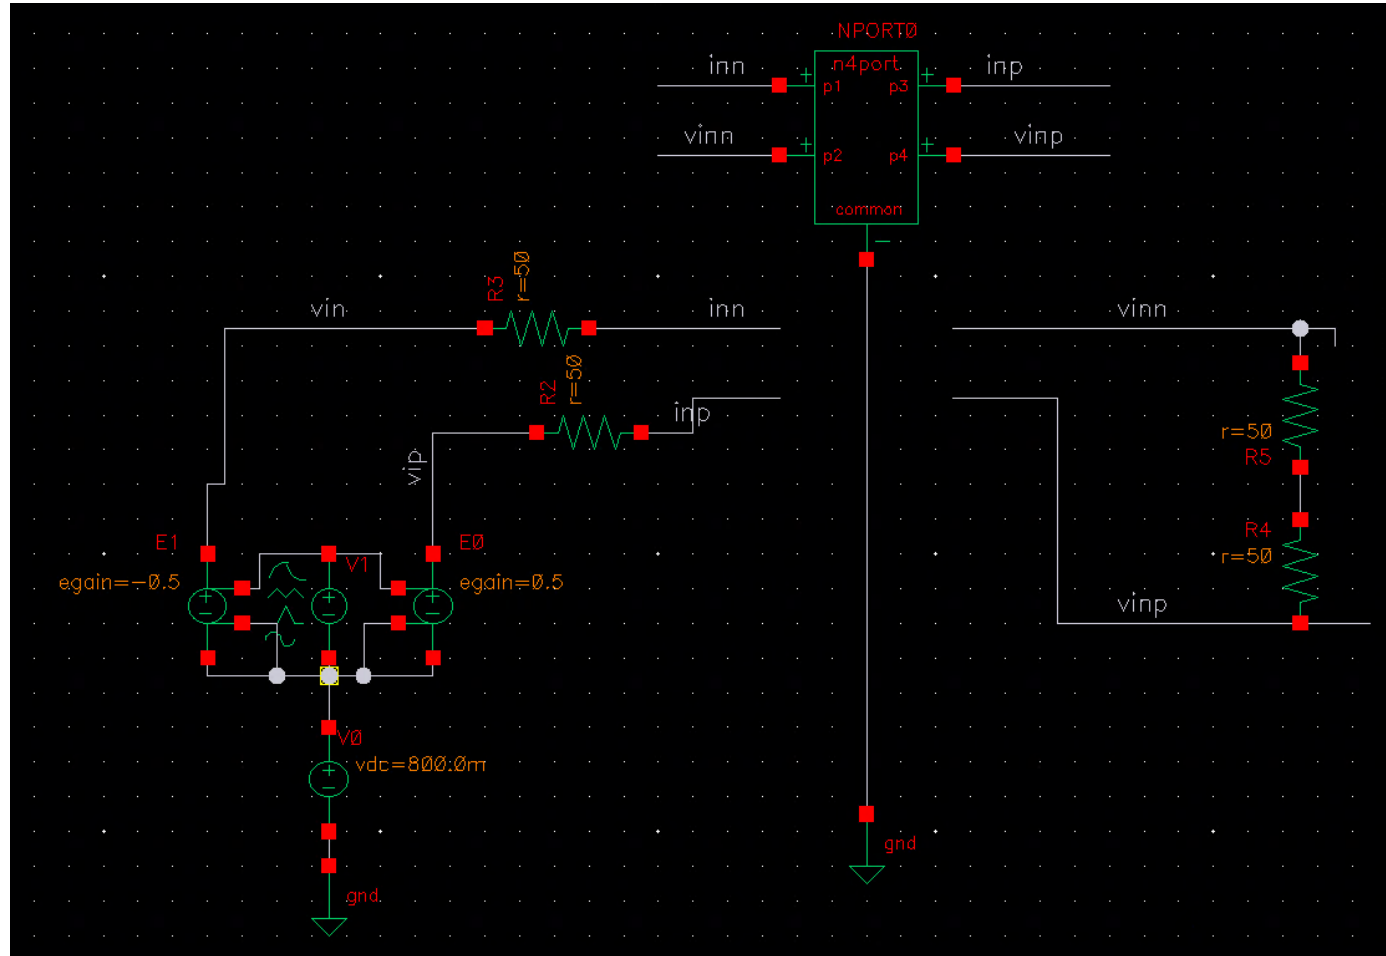 NPORT0
inn
n4port
inp
p1
p3
vinn
vinp
p2
p4
common
R3
r=50
vin
inn
vinn
R2
r=50
inp
vip
r=50
R5
E1
V1
E0
R4
r=50
egain=-0.5
egain=0.5
vinp
V0
vdc=800.0m
gnd
gnd